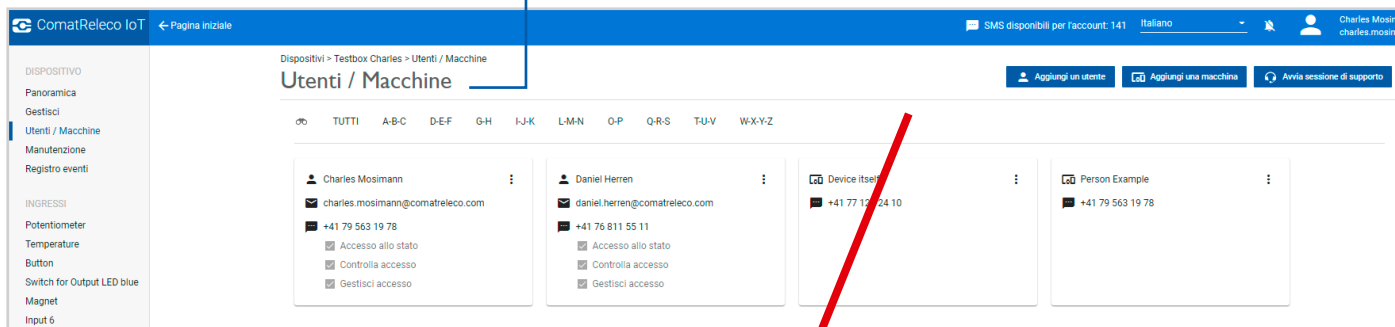 ComatReleco IoT
Pagina iniziale
SMS disponibili per l'account: 141
Italiano
Charles
charles.mosin
DISPOSITIVO
Panoramica
Gestisci
Utenti / Macchine
Manutenzione
Registro eventi
INGRESSI
Potentiometer
Temperature
Button
Switch for Output LED blue
Magnet
Input 6
Dispositivi > Testbox Charles > Utenti / Macchine
Utenti / Macchine
Aggiungi un utente
Aggiungi una macchina
Avvia sessione di supporto
TUTTI A-B-C D-E-F G-H I-J-K L-M-N O-P Q-R-S T-U-V W-X-Y-Z
Charles Mosimann
charles.mosimann@comatreleco.com
+41 79 563 19 78
Accesso allo stato
Controlla accesso
Gestisci accesso
Daniel Herren
daniel.herren@comatreleco.com
+41 76 811 55 11
Accesso allo stato
Controlla accesso
Gestisci accesso
Device itself
+41 77 24 10
Person Example
+41 79 563 19 78